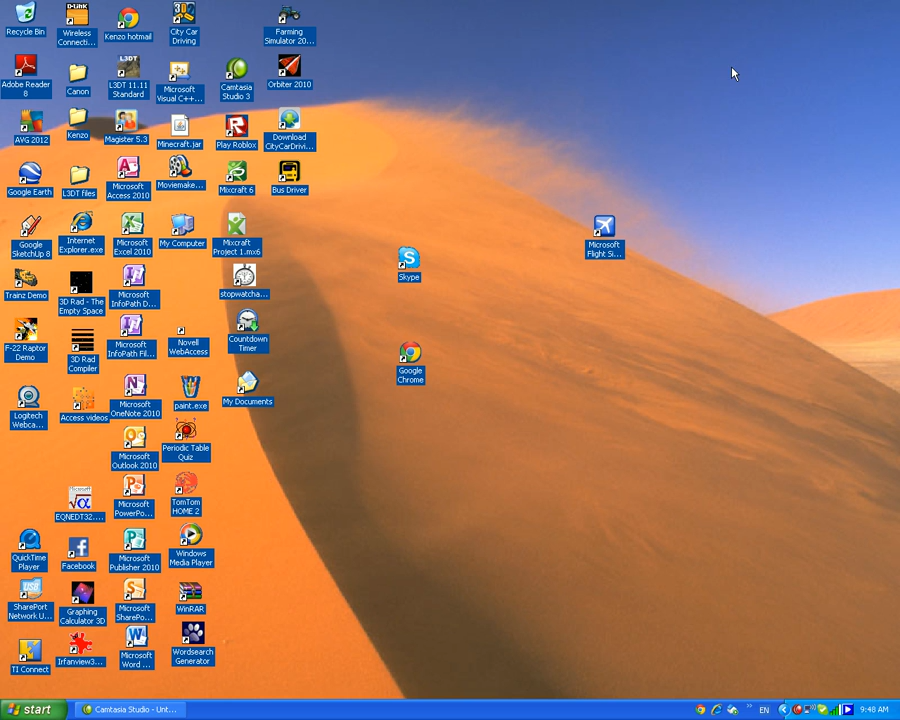 Recycle Bin
Wireless
Connecti...
Kenzo hotmail
City Car
Driving
Farming
Simulator 20...
Adobe Reader
8
Canon
L3DT
L3DT 11.11
Standard
Microsoft
Visual C++...
Camtasia
Studio 3
Orbiter 2010
AVG 2012
Kenzo
Magister 5.3
Minecraft.jar
Play Roblox
Download
CityCarDrivi...
Google Earth
L3DT files
Microsoft
Access 2010
Moviemake...
Mixcraft 6
Bus Driver
Google
SketchUp 8
Internet
Explorer.exe
Microsoft
Excel 2010
My Computer
Mixcraft
Project 1.mx6
Skype
Microsoft
Flight Si...
Trainz Demo
3D Rad - The
Empty Space
Microsoft
InfoPath D...
stopwatcha...
F-22 Raptor
Demo
3D Rad
Compiler
Microsoft
InfoPath Fil...
Novell
WebAccess
Countdown
Timer
Google
Chrome
Logitech
Webca...
Access videos
Microsoft
OneNote 2010
paint.exe
My Documents
Microsoft
Outlook 2010
Periodic Table
Quiz
Microsoft
√α
EQNEDT32....
Microsoft
PowerPo...
TomTom
HOME 2
QuickTime
Player
Facebook
Microsoft
Publisher 2010
Windows
Media Player
SharePort
Network U...
Graphing
Calculator 3D
Microsoft
SharePo...
WinRAR
TI Connect
Irfanview3...
Microsoft
Word ...
Wordsearch
Generator
start
Camtasia Studio - Unt...
EN
9:48 AM